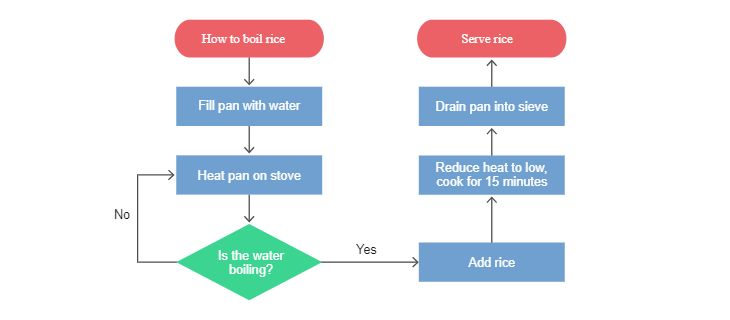 How to boil rice
Fill pan with water
Heat pan on stove
No
Is the water
boiling?
Yes
Add rice
Reduce heat to low,
cook for 15 minutes
Drain pan into sieve
Serve rice